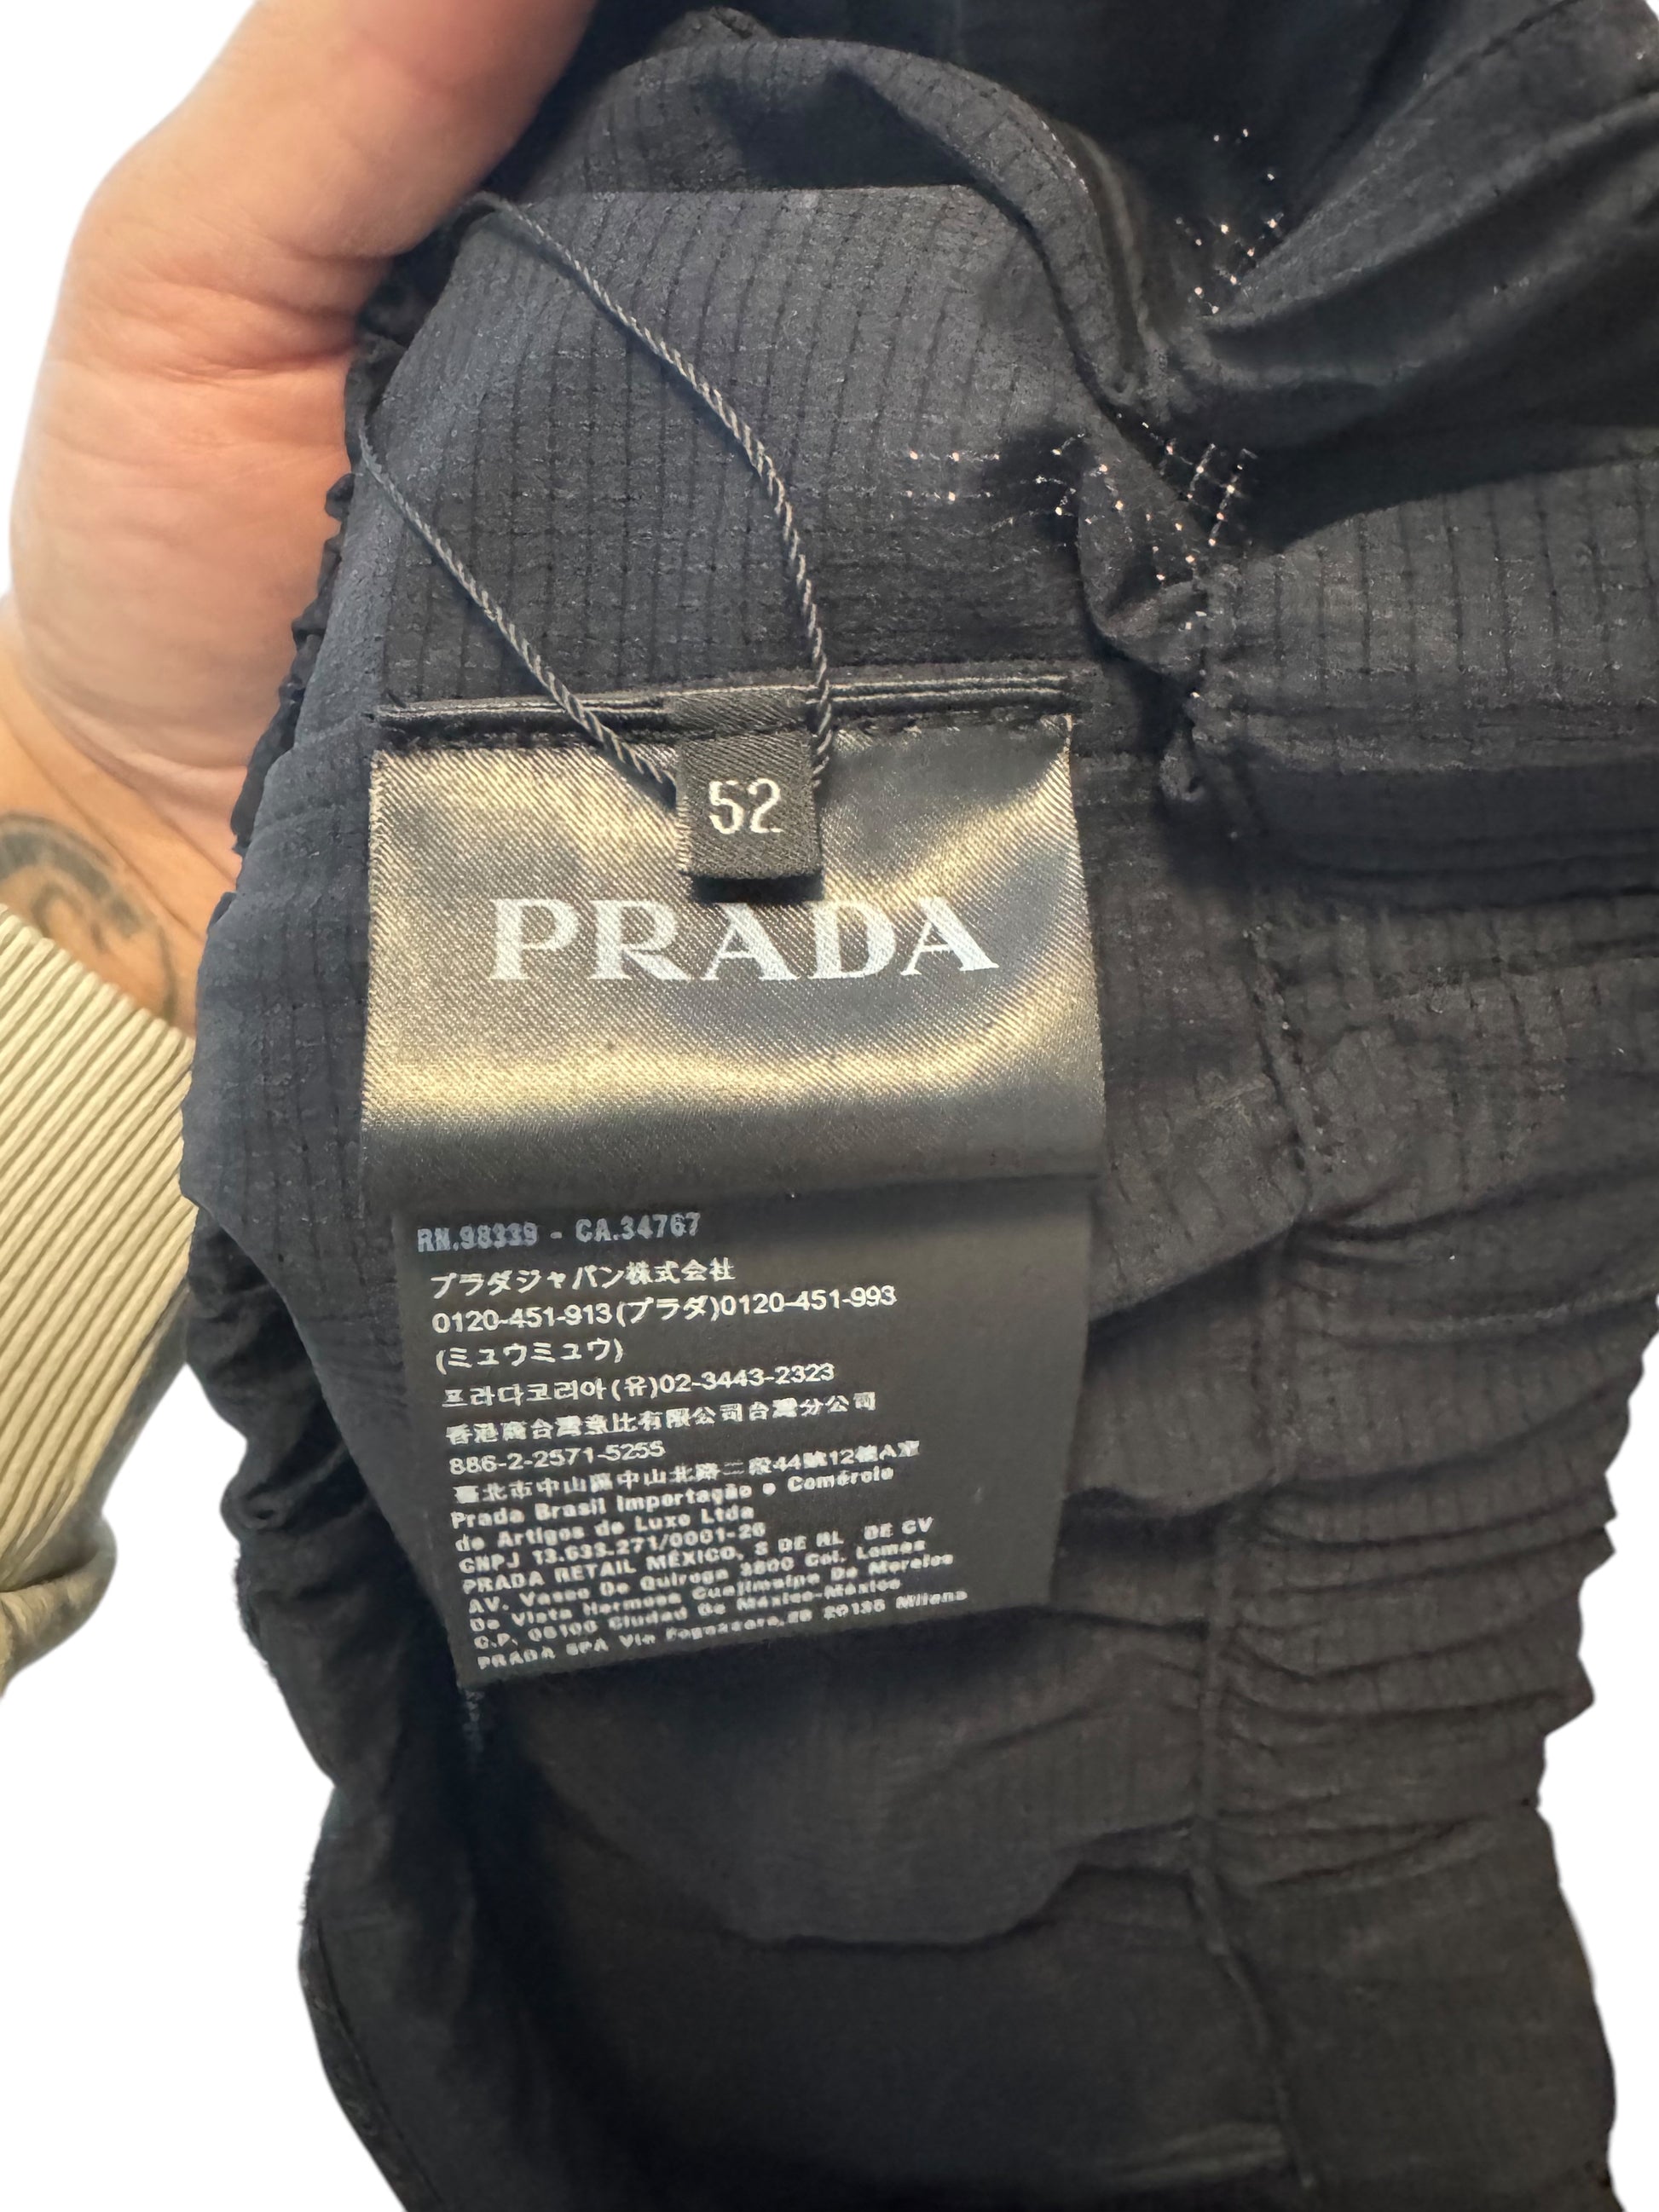 52
PRADA
RN.98339 - CA.34767
プラダジャパン株式会社
0120-451-913(プラダ)0120-451-993
(ミュウミュウ)
프라다코리아(유)02-3443-2323
香港商台灣魚比有限公司台灣分公司
886-2-2571-5255
臺北市中山區中山北路二段44號12樓A室
Prada Brasil Importação e Comércio
de Artigos de Luxo Ltda
CNPJ 13.533.271/0001-26
PRADA RETAIL MÉXICO, S DE RL DE CV
AV. Vasco De Quiroga 3800 Col. Lomas
De Vista Hermosa Cuajimalpa De Morelos
C.P. 05100 Ciudad De México-México
PRADA SPA Via Fogazzaro,28 20135 Milano